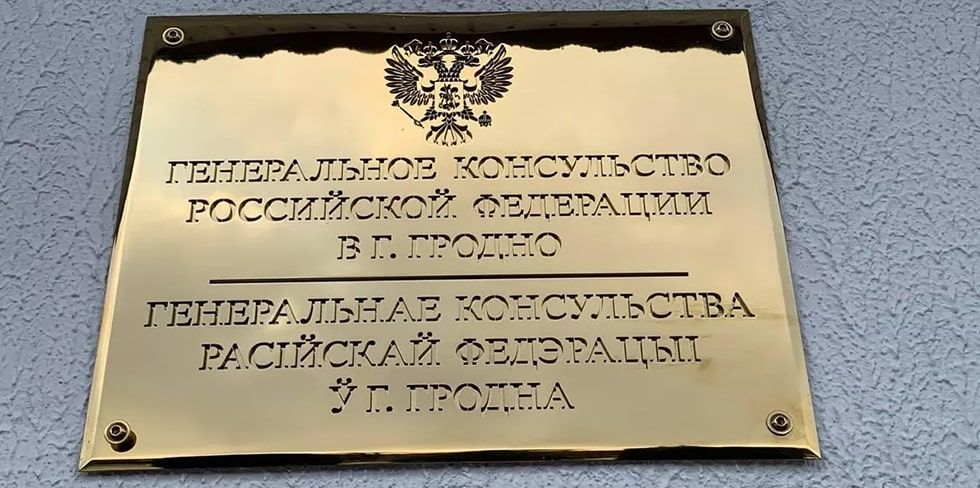 ГЕНЕРАЛЬНОЕ КОНСУЛЬСТВО
РОССИЙСКОЙ ФЕДЕРАЦИИ
В Г. ГРОДНО
ГЕНЕРАЛЬНАЕ КОНСУЛЬСТВА
РАСІЙСКАЙ ФЕДЭРАЦЫІ
Ў Г. ГРОДНА